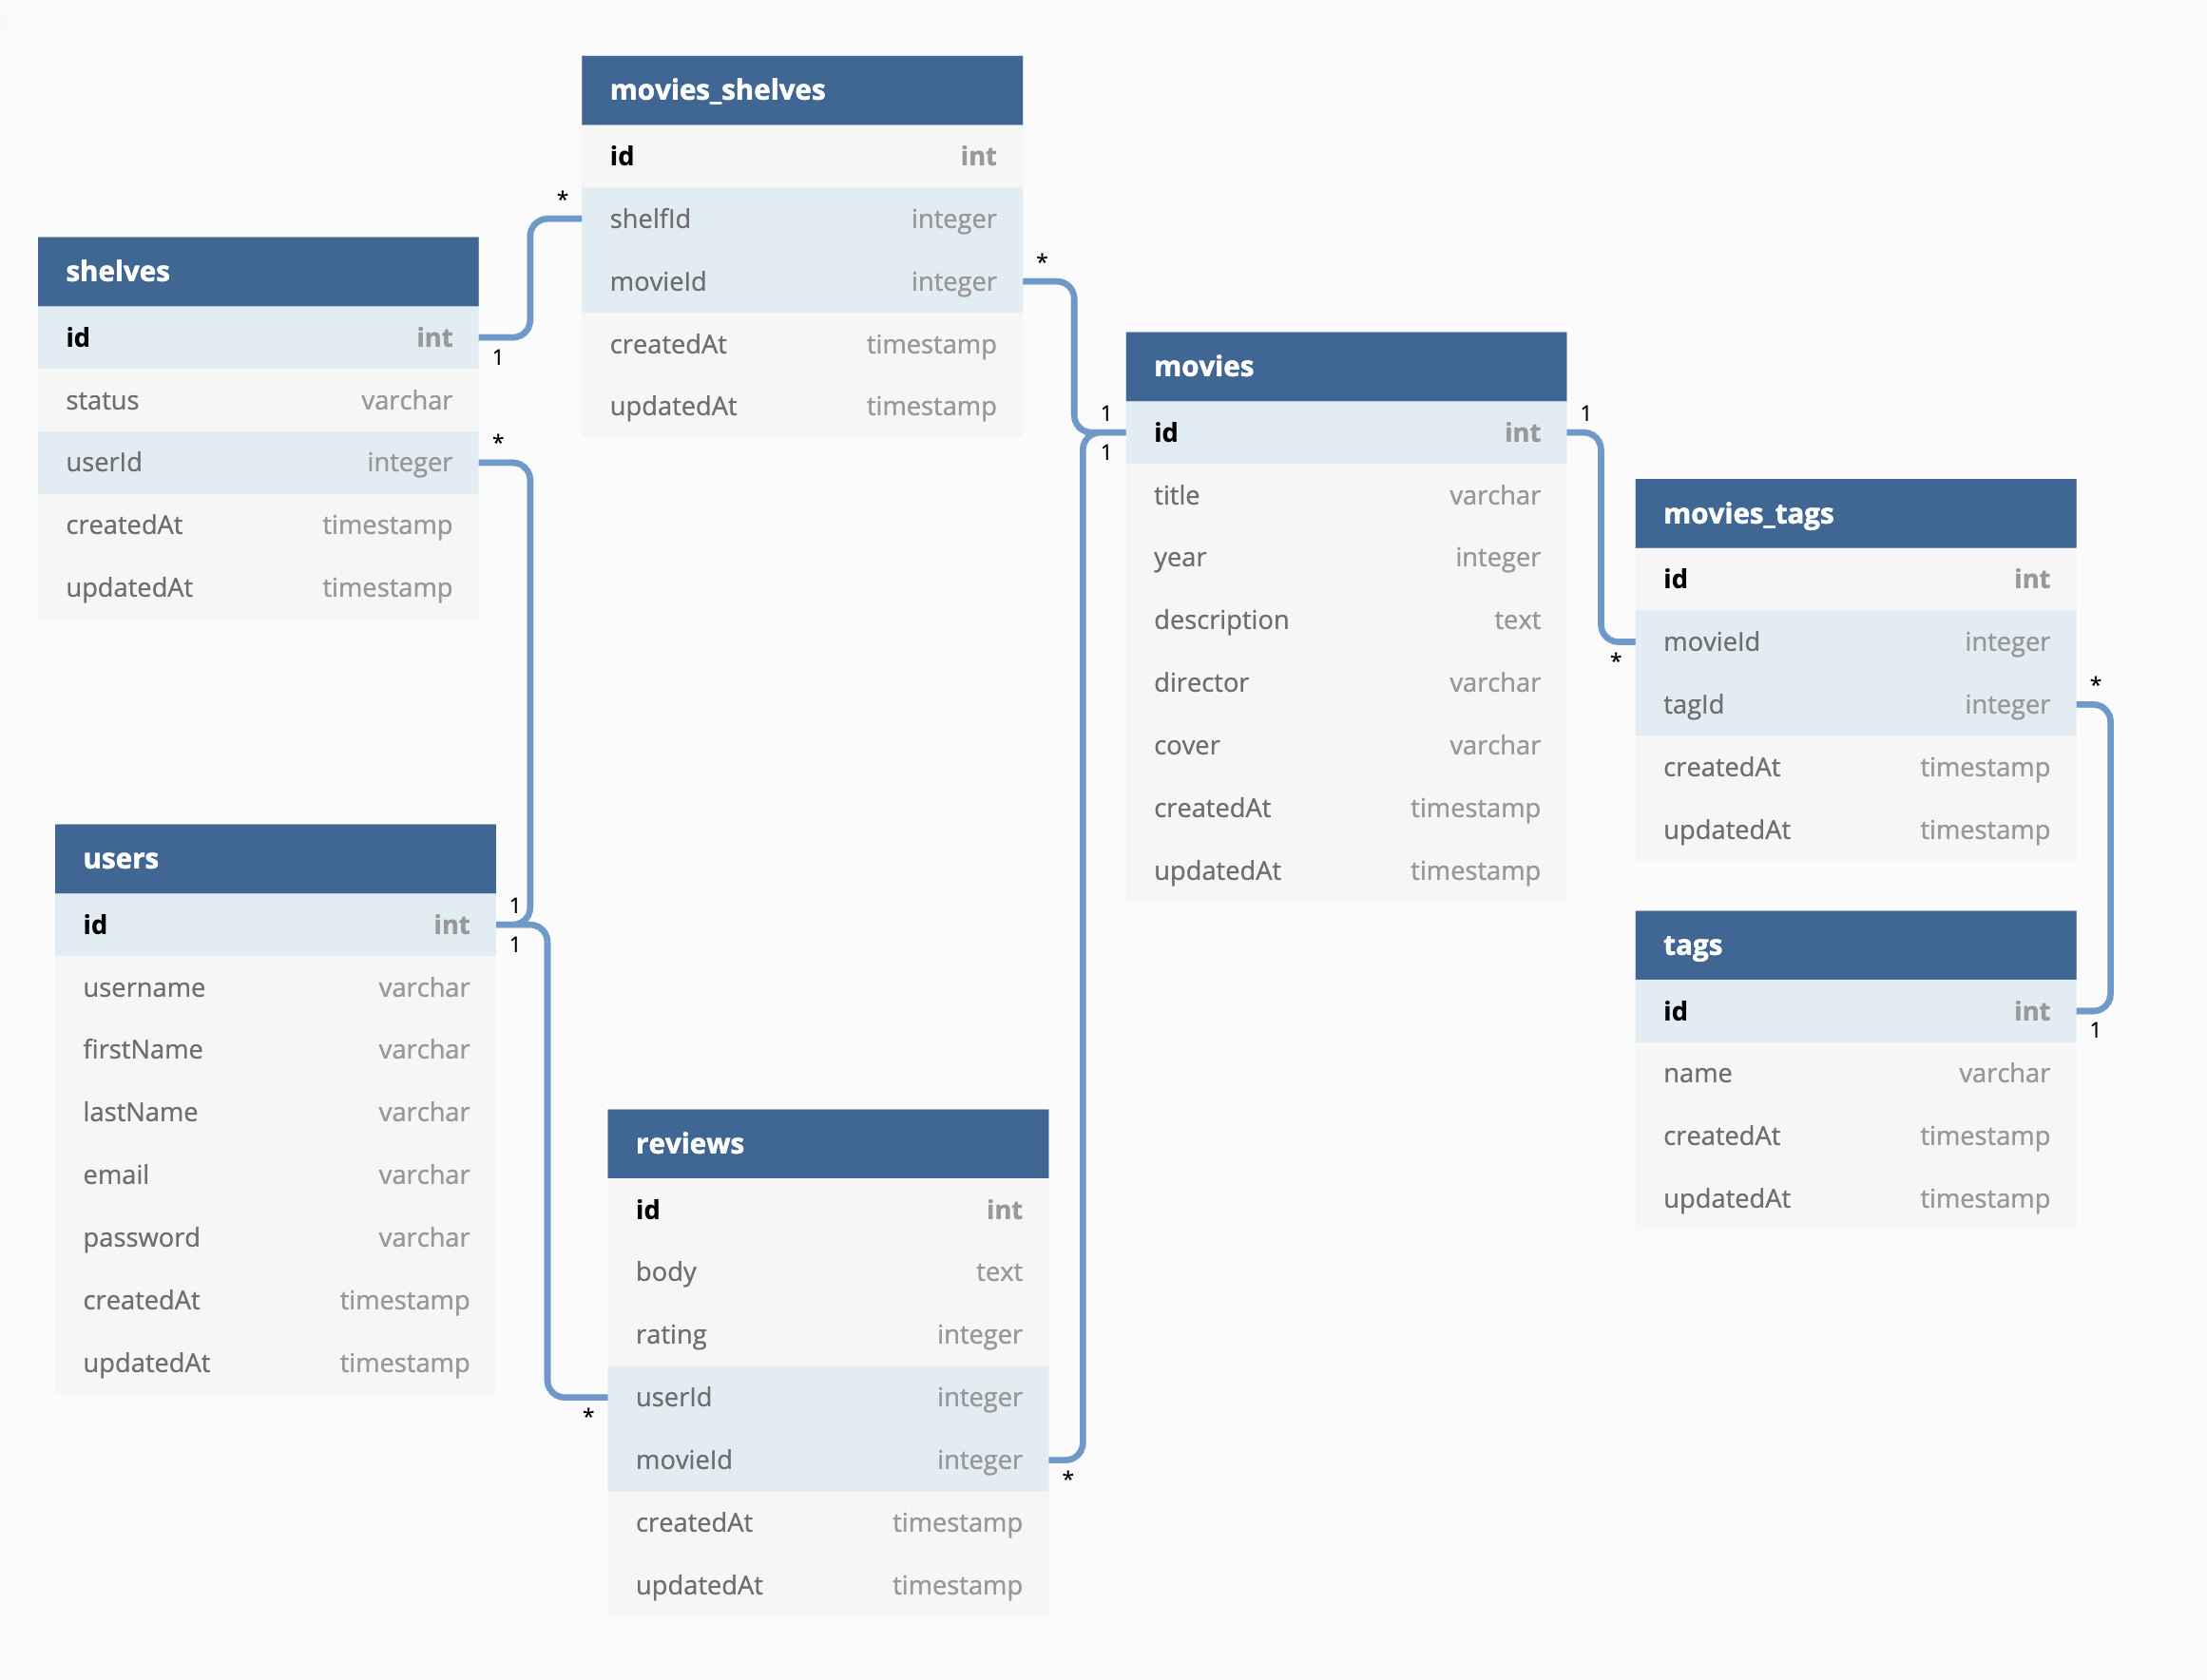 movies_shelves
id int
shelfId integer
movieId integer
createdAt timestamp
updatedAt timestamp
*
*
shelves
id int
status varchar
userId integer
createdAt timestamp
updatedAt timestamp
1
*
movies
id int
title varchar
year integer
description text
director varchar
cover varchar
createdAt timestamp
updatedAt timestamp
1
1
1
movies_tags
id int
movieId integer
tagId integer
createdAt timestamp
updatedAt timestamp
*
*
users
id int
username varchar
firstName varchar
lastName varchar
email varchar
password varchar
createdAt timestamp
updatedAt timestamp
1
1
tags
id int
name varchar
createdAt timestamp
updatedAt timestamp
1
reviews
id int
body text
rating integer
userId integer
movieId integer
createdAt timestamp
updatedAt timestamp
*
*